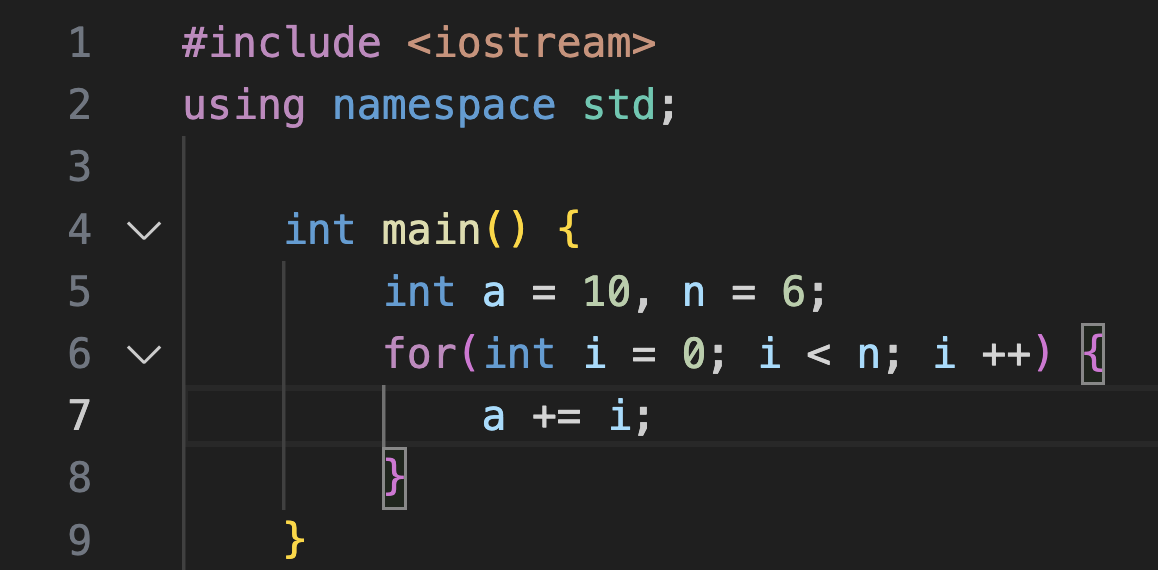 1 #include <iostream>
2 using namespace std;
3
4 int main() {
5 int a = 10, n = 6;
6 for(int i = 0; i < n; i ++) {
7 a += i;
8 }
9 }